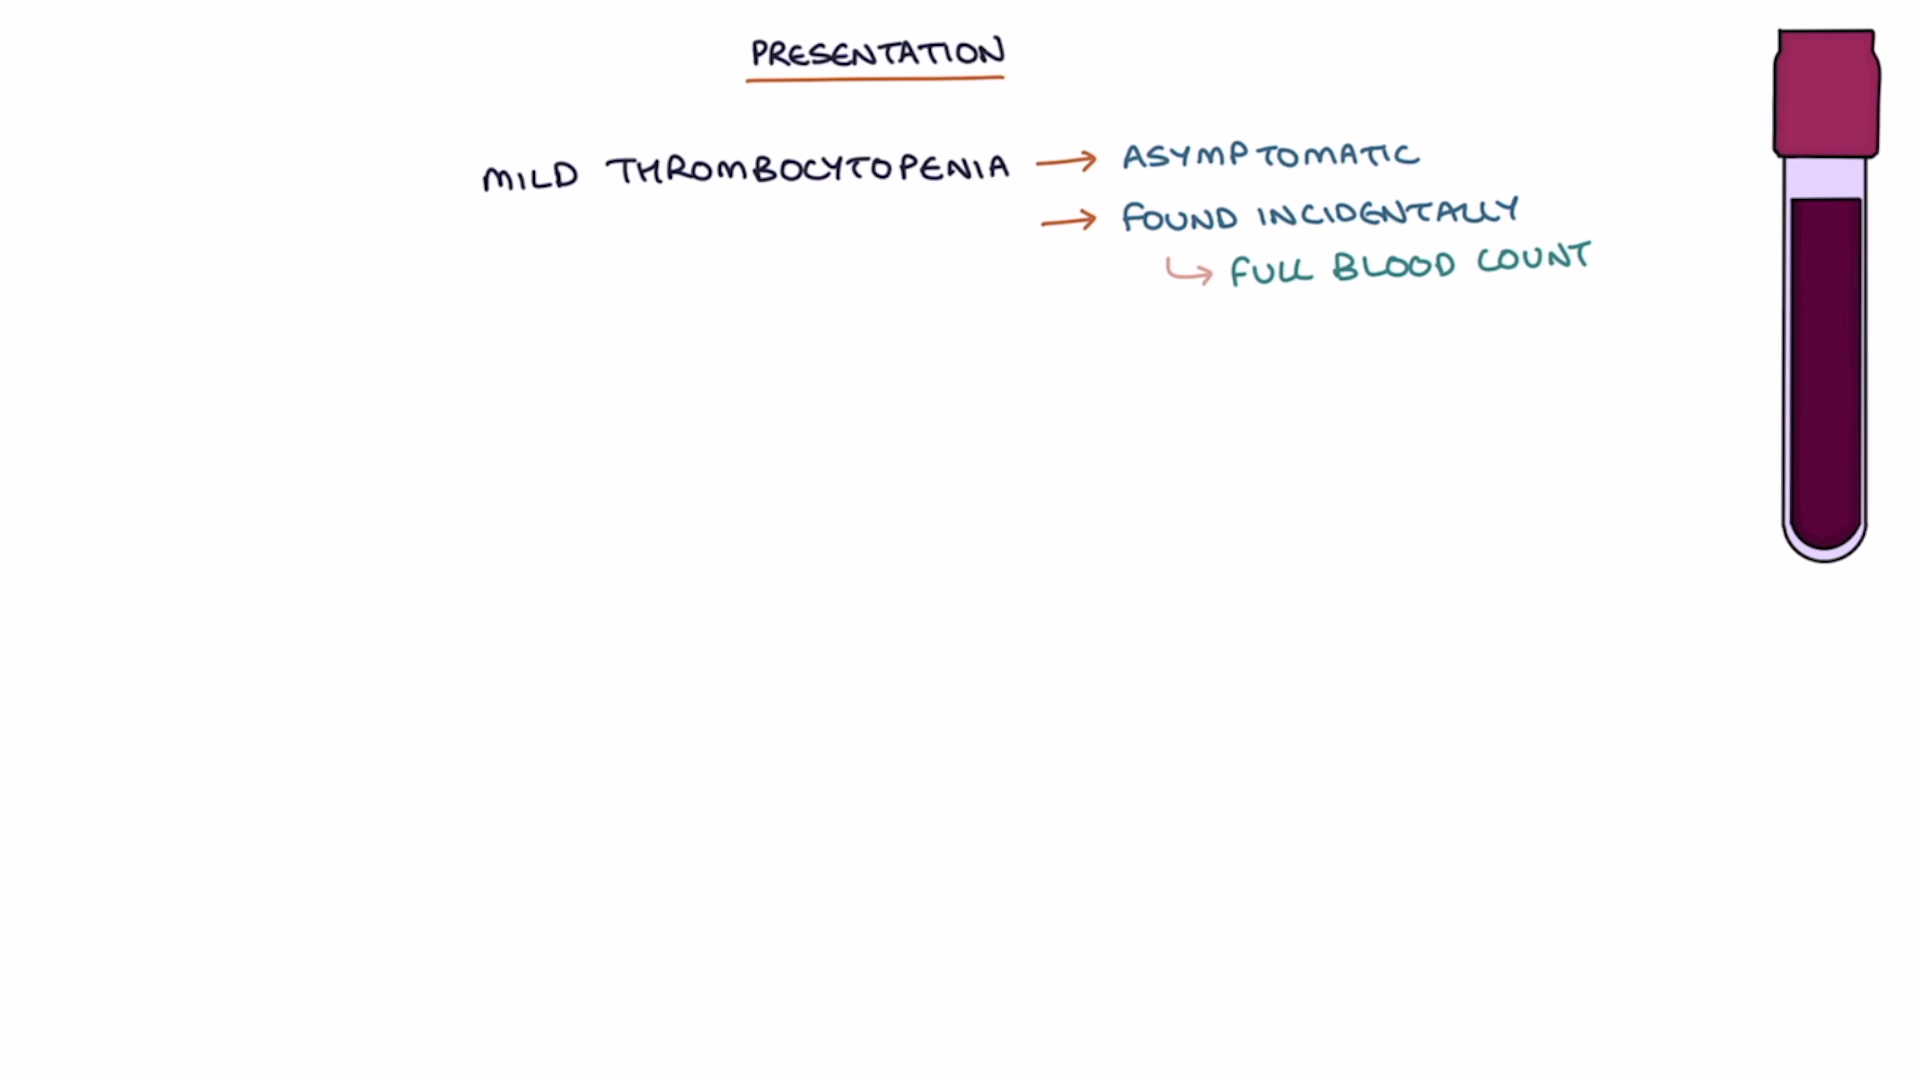 PRESENTATION
MILD THROMBOCYTOPENIA → ASYMPTOMATIC
→ FOUND INCIDENTALLY
↳ FULL BLOOD COUNT